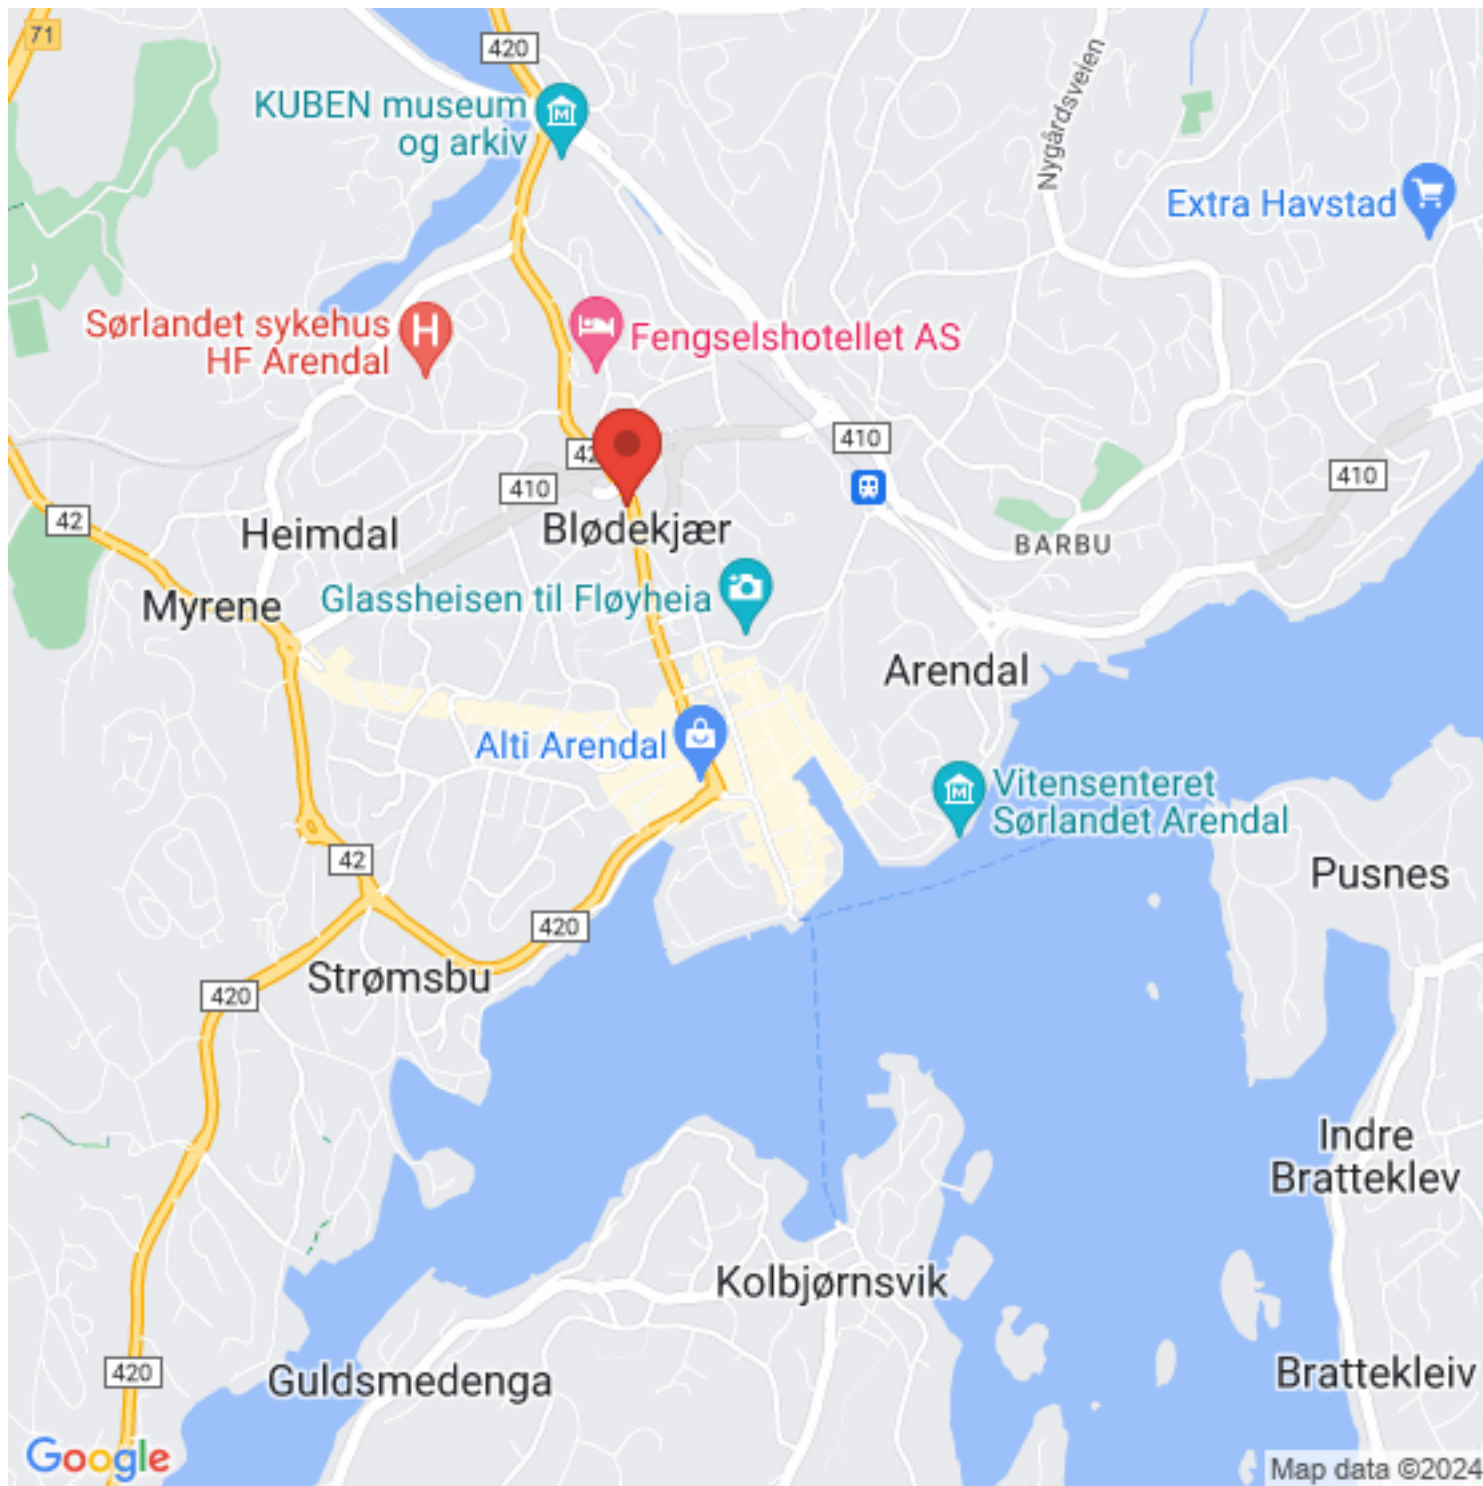 71
420
KUBEN museum
og arkiv
Nygårdsveien
Extra Havstad
Sørlandet sykehus
HF Arendal
H
Fengselshotellet AS
410
42
410
410
42
Heimdal
Blødekjær
BARBU
Myrene
Glassheisen til Fløyheia
Arendal
Alti Arendal
Vitensenteret
Sørlandet Arendal
M
M
42
Pusnes
420
Strømsbu
420
Indre
Bratteklev
Kolbjørnsvik
Guldsmedenga
420
Brattekleiv
Google
Map data ©2024